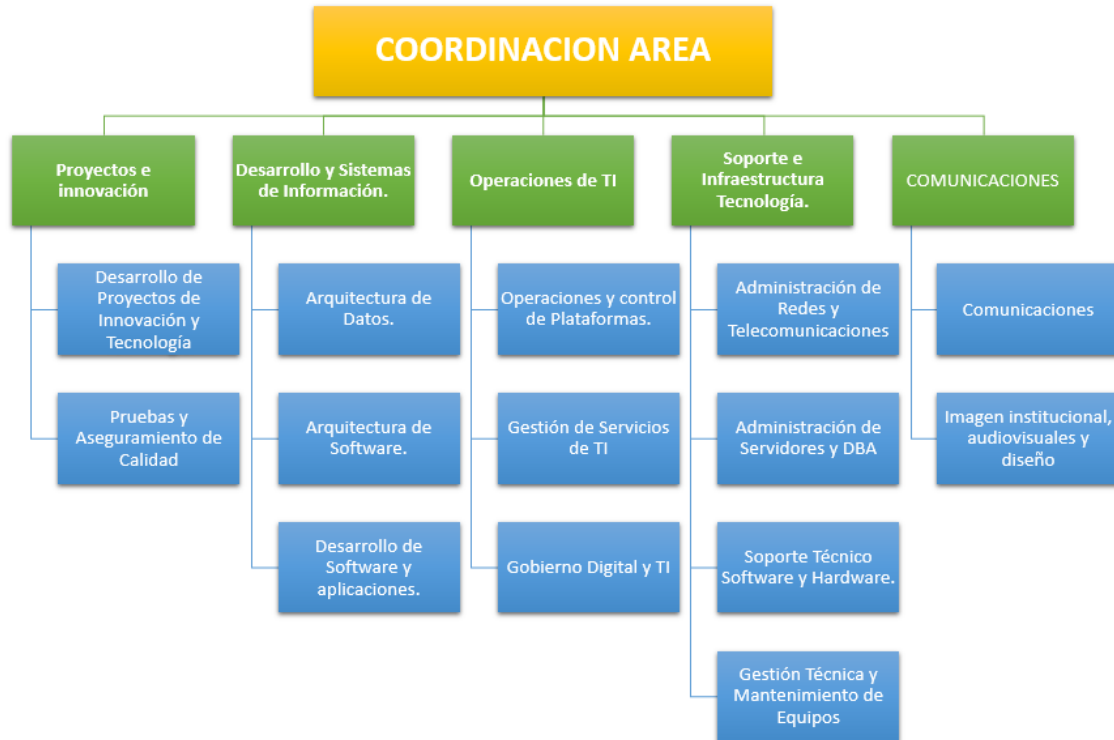 COORDINACION AREA
Proyectos e
innovación
Desarrollo de
Proyectos de
Innovación y
Tecnología
Pruebas y
Aseguramiento de
Calidad
Desarrollo y Sistemas
de Información.
Arquitectura de
Datos.
Arquitectura de
Software.
Desarrollo de
Software y
aplicaciones.
Operaciones de TI
Operaciones y control
de Plataformas.
Gestión de Servicios
de TI
Gobierno Digital y TI
Soporte e
Infraestructura
Tecnología.
Administración de
Redes y
Telecomunicaciones
Administración de
Servidores y DBA
Soporte Técnico
Software y Hardware.
Gestión Técnica y
Mantenimiento de
Equipos
COMUNICACIONES
Comunicaciones
Imagen institucional,
audiovisuales y
diseño